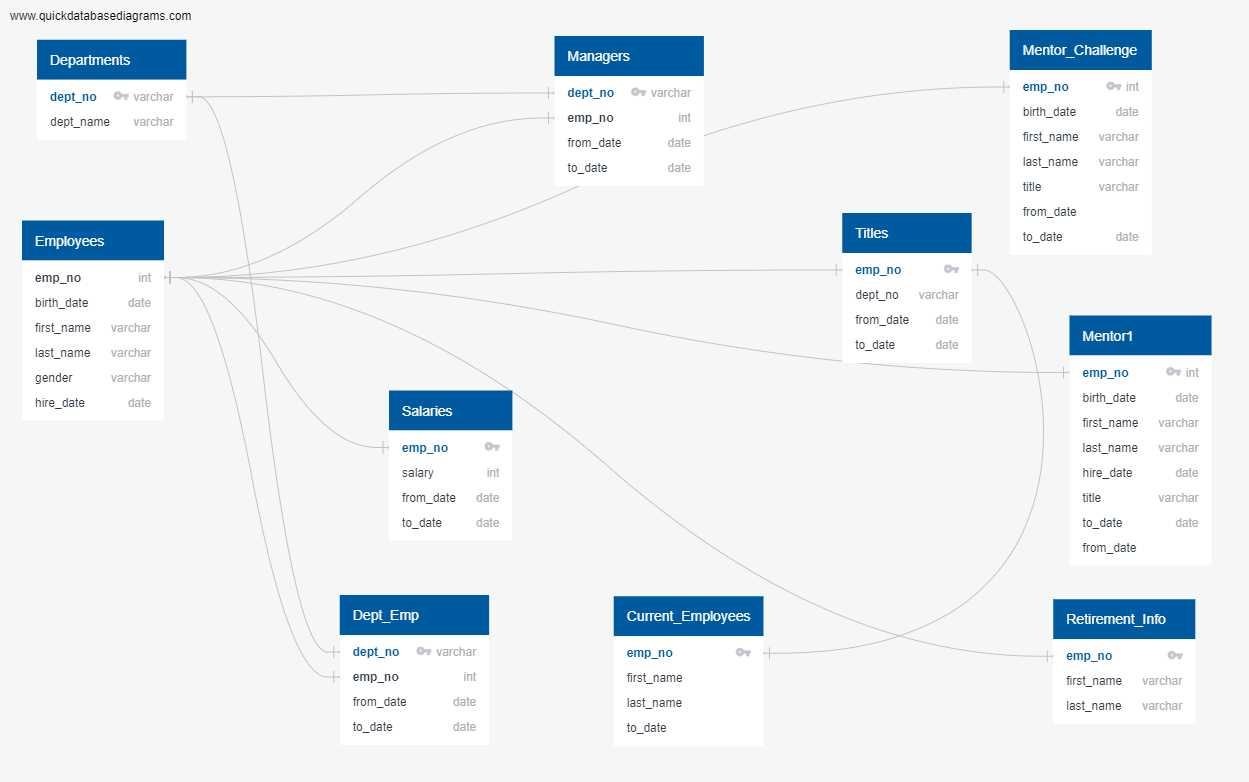 www.quickdatabasediagrams.com
Departments
dept_no varchar
dept_name varchar
Managers
dept_no varchar
emp_no int
from_date date
to_date date
Mentor_Challenge
emp_no int
birth_date date
first_name varchar
last_name varchar
title varchar
from_date
to_date date
Employees
emp_no int
birth_date date
first_name varchar
last_name varchar
gender varchar
hire_date date
Titles
emp_no
dept_no varchar
from_date date
to_date date
Mentor1
emp_no int
birth_date date
first_name varchar
last_name varchar
hire_date date
title varchar
to_date date
from_date
Salaries
emp_no
salary int
from_date date
to_date date
Dept_Emp
dept_no varchar
emp_no int
from_date date
to_date date
Current_Employees
emp_no
first_name
last_name
to_date
Retirement_Info
emp_no
first_name varchar
last_name varchar